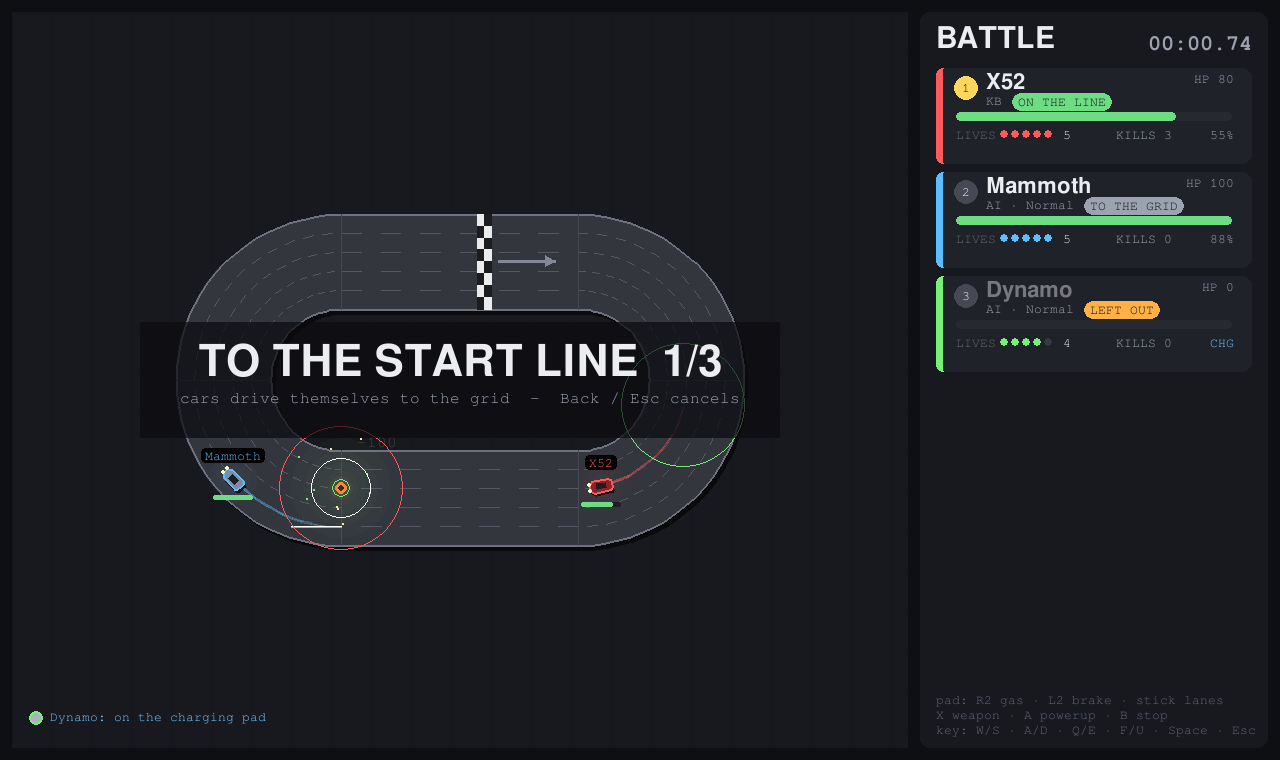 BATTLE 00:00.74
1 X52 HP 80
KB ON THE LINE
LIVES 5 KILLS 3 55%
2 Mammoth HP 100
AI · Normal TO THE GRID
LIVES 5 KILLS 0 88%
3 Dynamo HP 0
AI · Normal LEFT OUT
LIVES 4 KILLS 0 CHG
TO THE START LINE 1/3
cars drive themselves to the grid – Back / Esc cancels
-100
Mammoth
X52
Dynamo: on the charging pad
pad: R2 gas · L2 brake · stick lanes
X weapon · A powerup · B stop
key: W/S · A/D · Q/E · F/U · Space · Esc